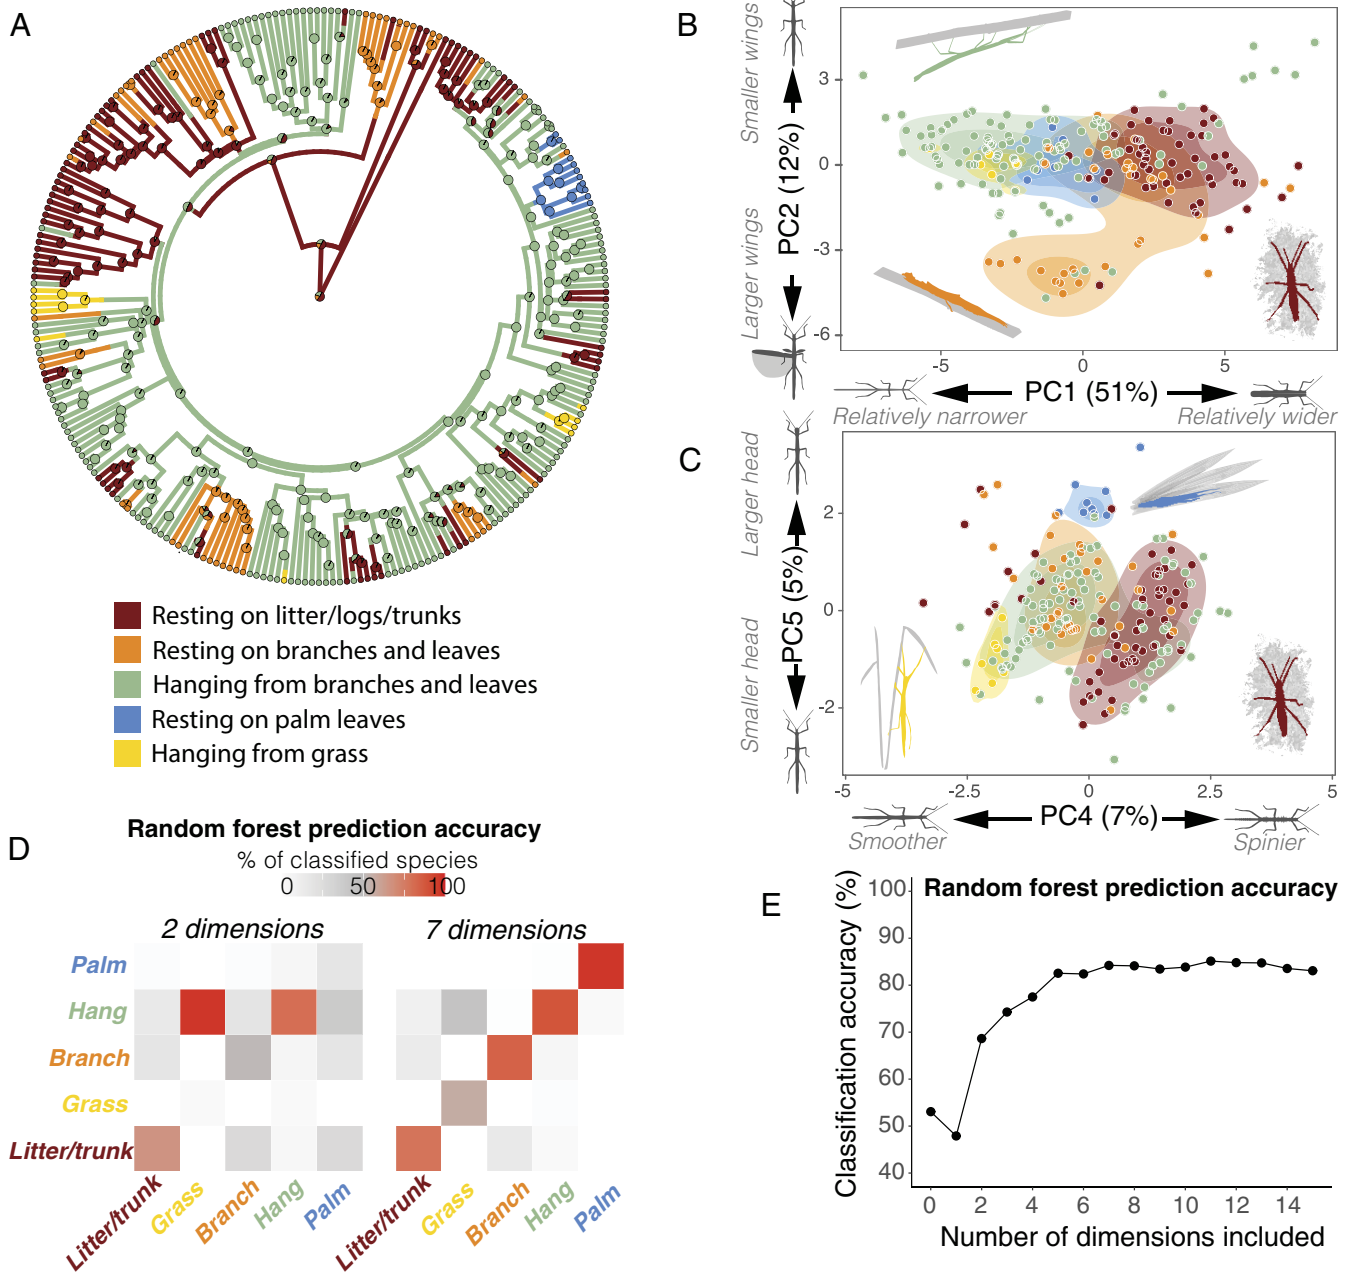 A
Resting on litter/logs/trunks
Resting on branches and leaves
Hanging from branches and leaves
Resting on palm leaves
Hanging from grass
B
Smaller wings
PC2 (12%)
Larger wings
3
0
-3
-6
-5
0
5
PC1 (51%)
Relatively narrower
Relatively wider
C
Larger head
PC5 (5%)
Smaller head
2
0
-2
-5
-2.5
0
2.5
5
PC4 (7%)
Smoother
Spinier
D
Random forest prediction accuracy
% of classified species
0 50 100
2 dimensions
7 dimensions
Palm
Hang
Branch
Grass
Litter/trunk
Litter/trunk
Grass
Branch
Hang
Palm
Litter/trunk
Grass
Branch
Hang
Palm
E
Random forest prediction accuracy
Classification accuracy (%)
100
90
80
70
60
50
40
0 2 4 6 8 10 12 14
Number of dimensions included